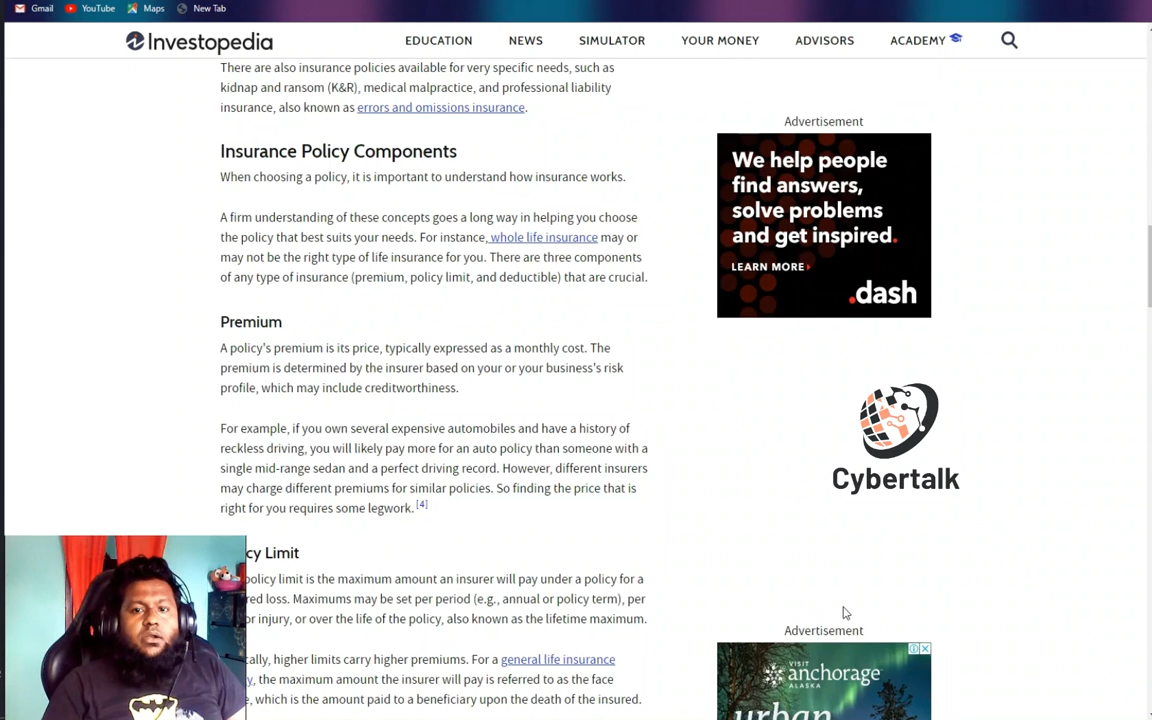 Gmail
YouTube
Maps
New Tab
Investopedia
EDUCATION
NEWS
SIMULATOR
YOUR MONEY
ADVISORS
ACADEMY
There are also insurance policies available for very specific needs, such as
kidnap and ransom (K&R), medical malpractice, and professional liability
insurance, also known as errors and omissions insurance.
Insurance Policy Components
When choosing a policy, it is important to understand how insurance works.
A firm understanding of these concepts goes a long way in helping you choose
the policy that best suits your needs. For instance, whole life insurance may or
may not be the right type of life insurance for you. There are three components
of any type of insurance (premium, policy limit, and deductible) that are crucial.
Premium
A policy's premium is its price, typically expressed as a monthly cost. The
premium is determined by the insurer based on your or your business's risk
profile, which may include creditworthiness.
For example, if you own several expensive automobiles and have a history of
reckless driving, you will likely pay more for an auto policy than someone with a
single mid-range sedan and a perfect driving record. However, different insurers
may charge different premiums for similar policies. So finding the price that is
right for you requires some legwork. [4]
cy Limit
policy limit is the maximum amount an insurer will pay under a policy for a
red loss. Maximums may be set per period (e.g., annual or policy term), per
or injury, or over the life of the policy, also known as the lifetime maximum.
cally, higher limits carry higher premiums. For a general life insurance
y, the maximum amount the insurer will pay is referred to as the face
e, which is the amount paid to a beneficiary upon the death of the insured.
Advertisement
We help people
find answers,
solve problems
and get inspired.
LEARN MORE
.dash
Cybertalk
Advertisement
VISIT
anchorage
ALASKA
urban